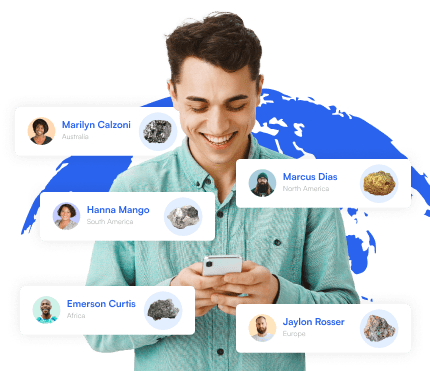 Marilyn Calzoni
Australia
Marcus Dias
North America
Hanna Mango
South America
Emerson Curtis
Africa
Jaylon Rosser
Europe